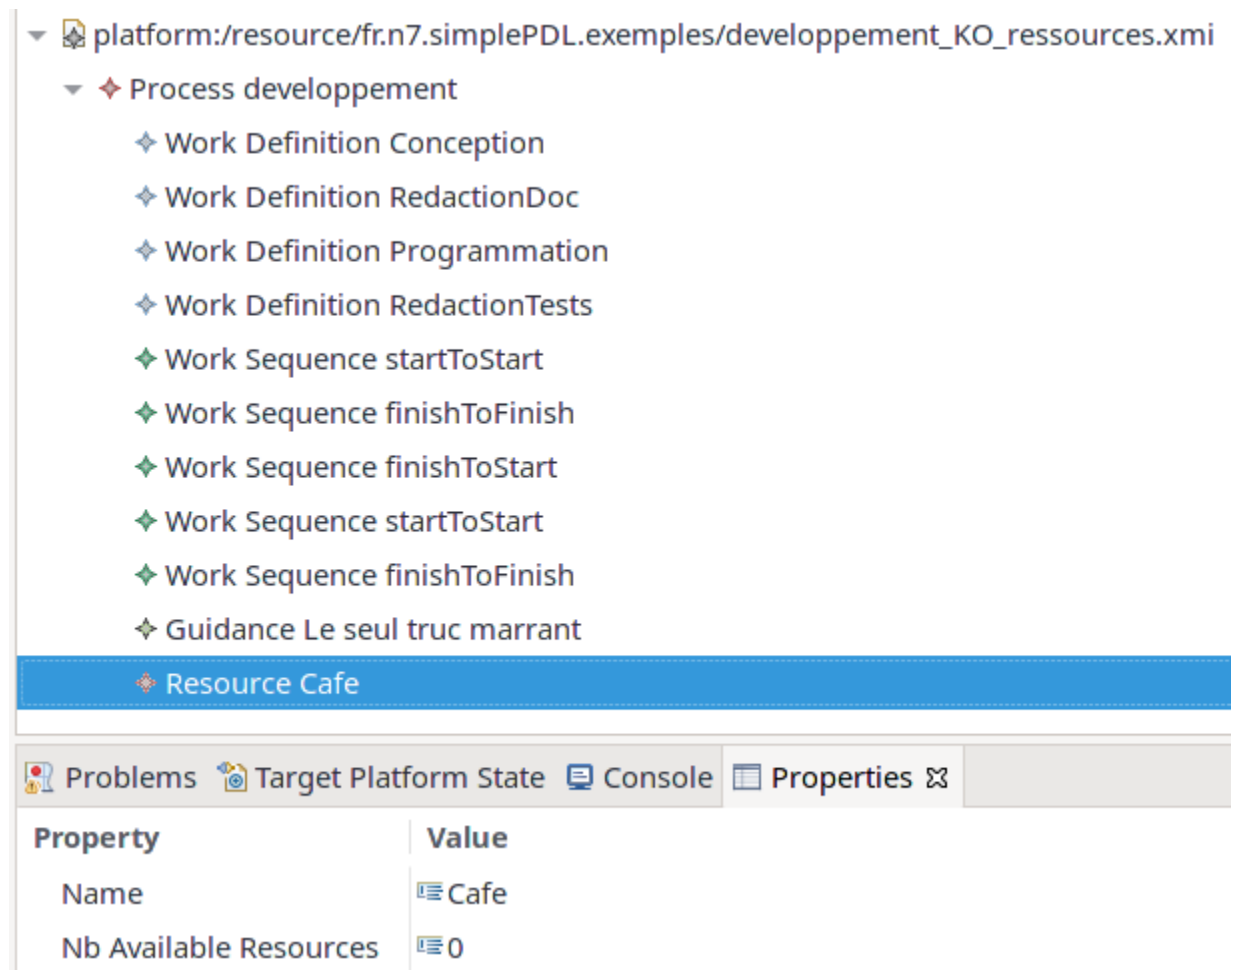 platform:/resource/fr.n7.simplePDL.exemples/developpement_KO_ressources.xmi
Process developpement
Work Definition Conception
Work Definition RedactionDoc
Work Definition Programmation
Work Definition RedactionTests
Work Sequence startToStart
Work Sequence finishToFinish
Work Sequence finishToStart
Work Sequence startToStart
Work Sequence finishToFinish
Guidance Le seul truc marrant
Resource Cafe
Problems Target Platform State Console Properties
Property Value
Name Cafe
Nb Available Resources 0